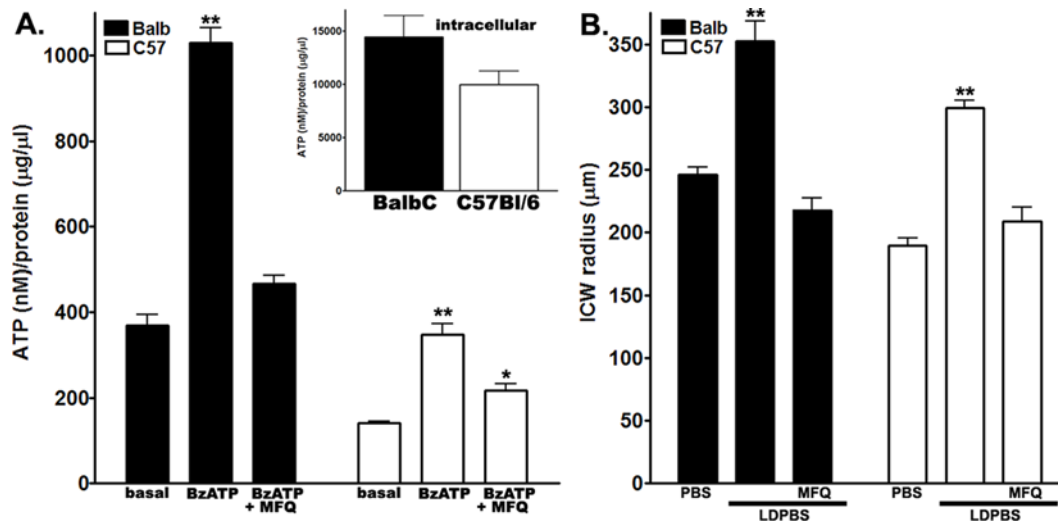 A.
Balb
C57
ATP (nM)/protein (µg/µl)
1000
800
600
400
200
0
**
**
*
basal
BzATP
BzATP
+ MFQ
basal
BzATP
BzATP
+ MFQ
intracellular
ATP (nM)/protein (µg/µl)
15000
10000
5000
0
BalbC
C57Bl/6
B.
Balb
C57
ICW radius (µm)
350
300
250
200
150
100
50
0
**
**
PBS
MFQ
LDPBS
PBS
MFQ
LDPBS